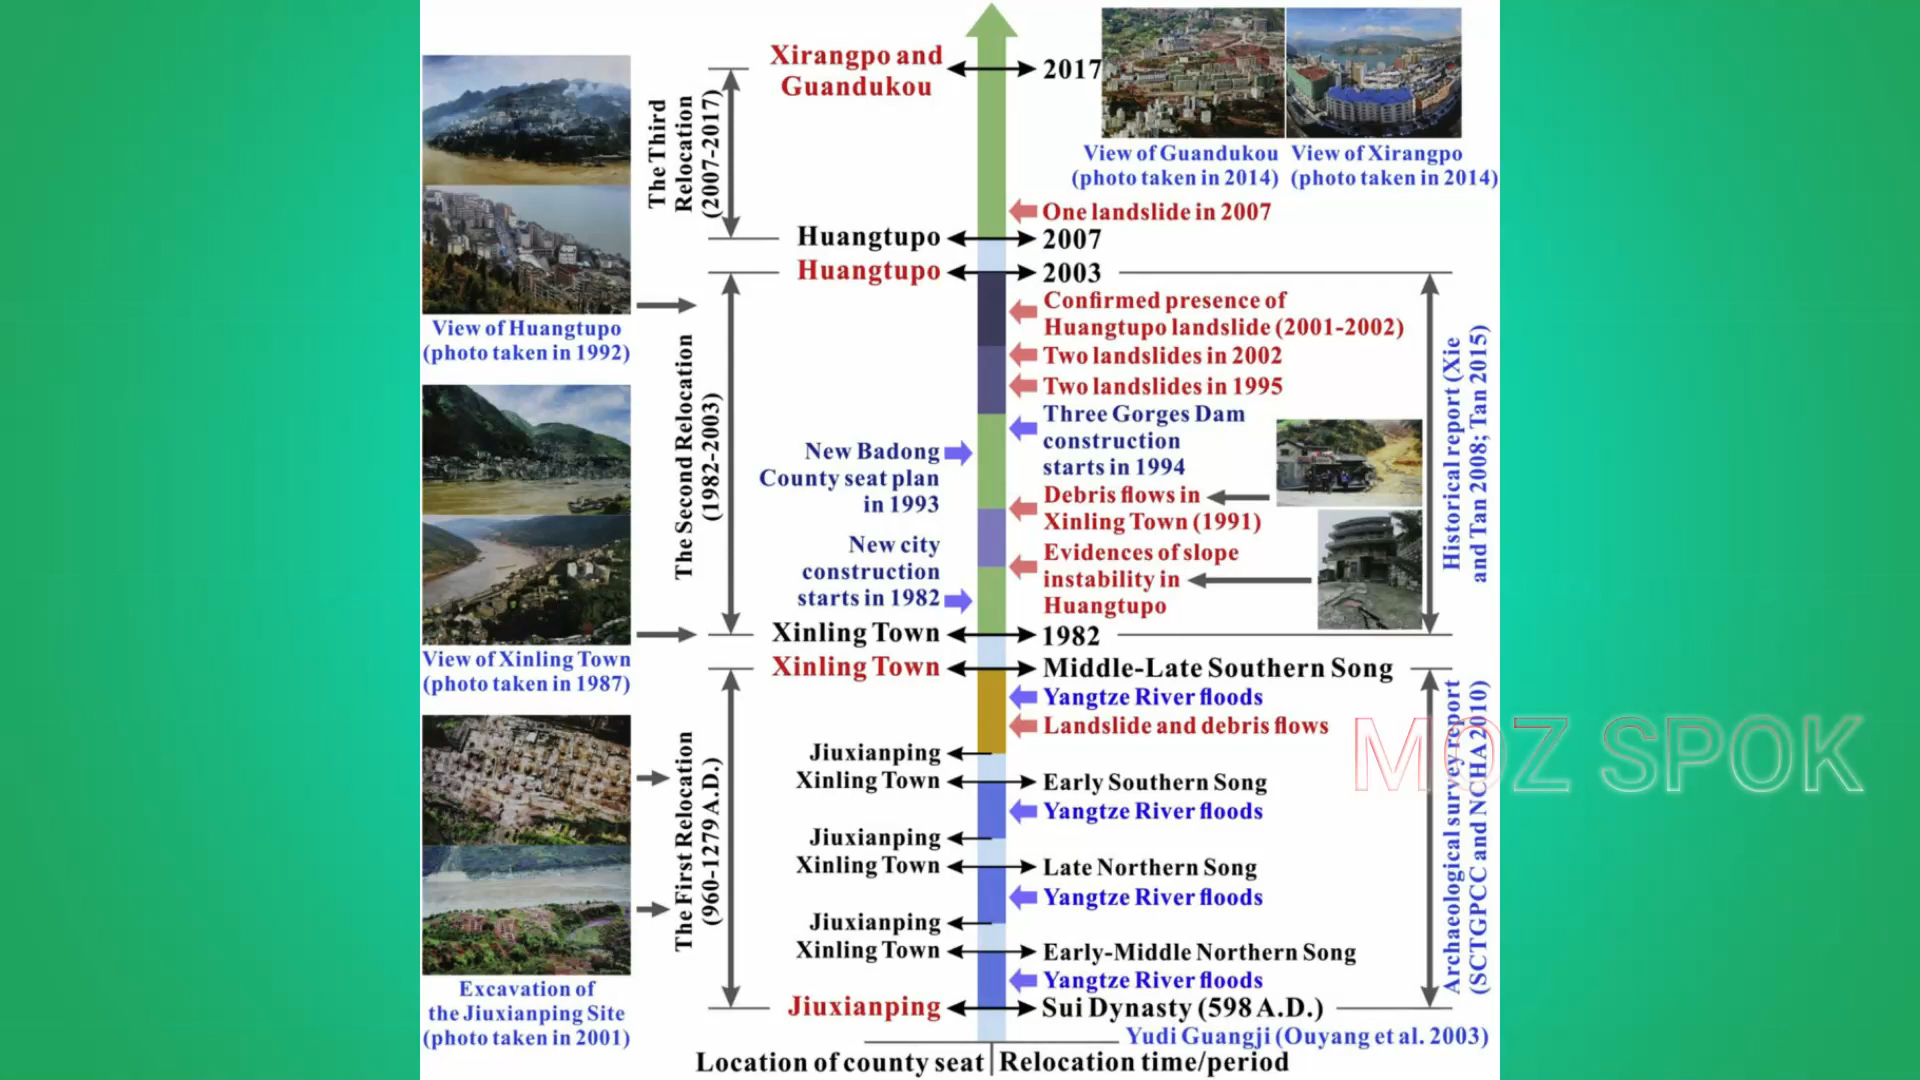 Xirangpo and
Guandukou
2017
View of Guandukou
(photo taken in 2014)
View of Xirangpo
(photo taken in 2014)
The Third
Relocation
(2007-2017)
One landslide in 2007
Huangtupo
2007
Huangtupo
2003
View of Huangtupo
(photo taken in 1992)
Confirmed presence of
Huangtupo landslide (2001-2002)
Two landslides in 2002
Two landslides in 1995
Three Gorges Dam
construction
starts in 1994
New Badong
County seat plan
in 1993
Debris flows in
Xinling Town (1991)
New city
construction
starts in 1982
Evidences of slope
instability in
Huangtupo
The Second Relocation
(1982-2003)
Historical report (Xie
and Tan 2008; Tan 2015)
Xinling Town
1982
View of Xinling Town
(photo taken in 1987)
Xinling Town
Middle-Late Southern Song
Yangtze River floods
Landslide and debris flows
Jiuxianping
Xinling Town
Early Southern Song
Yangtze River floods
Jiuxianping
Xinling Town
Late Northern Song
Yangtze River floods
Jiuxianping
Xinling Town
Early-Middle Northern Song
Yangtze River floods
Jiuxianping
Sui Dynasty (598 A.D.)
The First Relocation
(960-1279 A.D.)
Archaeological survey report
(SCTGPCC and NCHA2010)
MOZ SPOK
Excavation of
the Jiuxianping Site
(photo taken in 2001)
Yudi Guangji (Ouyang et al. 2003)
Location of county seat
Relocation time/period